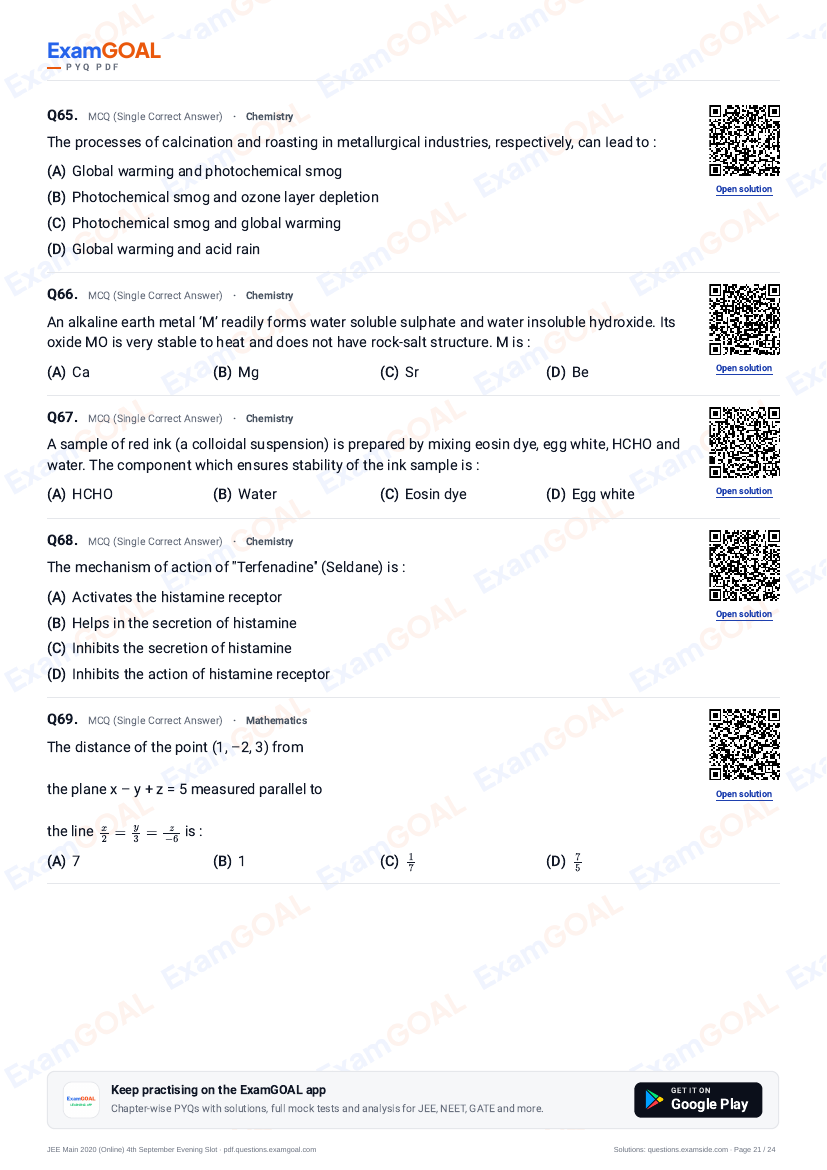 ExamGOAL
PYQ PDF
Q65. MCQ (Single Correct Answer) · Chemistry
The processes of calcination and roasting in metallurgical industries, respectively, can lead to :
(A) Global warming and photochemical smog
(B) Photochemical smog and ozone layer depletion
(C) Photochemical smog and global warming
(D) Global warming and acid rain
Open solution
Q66. MCQ (Single Correct Answer) · Chemistry
An alkaline earth metal 'M' readily forms water soluble sulphate and water insoluble hydroxide. Its
oxide MO is very stable to heat and does not have rock-salt structure. M is :
(A) Ca (B) Mg (C) Sr (D) Be
Open solution
Q67. MCQ (Single Correct Answer) · Chemistry
A sample of red ink (a colloidal suspension) is prepared by mixing eosin dye, egg white, HCHO and
water. The component which ensures stability of the ink sample is :
(A) HCHO (B) Water (C) Eosin dye (D) Egg white
Open solution
Q68. MCQ (Single Correct Answer) · Chemistry
The mechanism of action of "Terfenadine" (Seldane) is :
(A) Activates the histamine receptor
(B) Helps in the secretion of histamine
(C) Inhibits the secretion of histamine
(D) Inhibits the action of histamine receptor
Open solution
Q69. MCQ (Single Correct Answer) · Mathematics
The distance of the point (1, −2, 3) from
the plane x − y + z = 5 measured parallel to
the line x/2 = y/3 = z/−6 is :
(A) 7 (B) 1 (C) 1/7 (D) 7/5
Open solution
Keep practising on the ExamGOAL app
Chapter-wise PYQs with solutions, full mock tests and analysis for JEE, NEET, GATE and more.
GET IT ON
Google Play
JEE Main 2020 (Online) 4th September Evening Slot · pdf.questions.examgoal.com
Solutions: questions.examside.com · Page 21 / 24